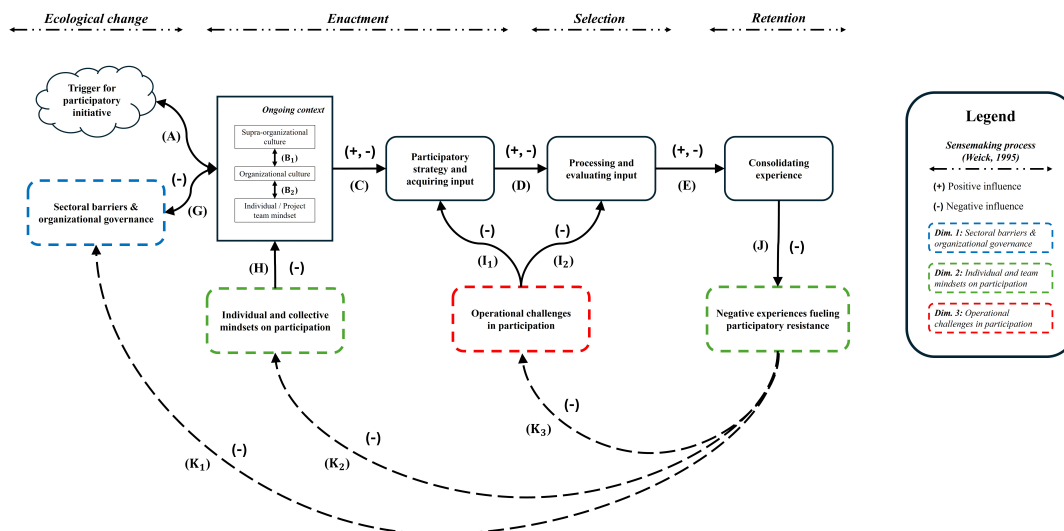 Ecological change
Enactment
Selection
Retention
Trigger for
participatory
initiative
(A)
(-)
(G)
Sectoral barriers &
organizational governance
Ongoing context
Supra-organizational
culture
(B1)
Organizational culture
(B2)
Individual / Project
team mindset
(+, -)
(C)
Participatory
strategy and
acquiring input
(+, -)
(D)
Processing and
evaluating input
(+, -)
(E)
Consolidating
experience
(H)
(-)
(-)
(I1)
(-)
(I2)
(J)
(-)
Individual and collective
mindsets on participation
Operational challenges
in participation
Negative experiences fueling
participatory resistance
(-)
(K1)
(-)
(K2)
(-)
(K3)
Legend
Sensemaking process
(Weick, 1995)
(+) Positive influence
(-) Negative influence
Dim. 1: Sectoral barriers &
organizational governance
Dim. 2: Individual and team
mindsets on participation
Dim. 3: Operational
challenges in participation